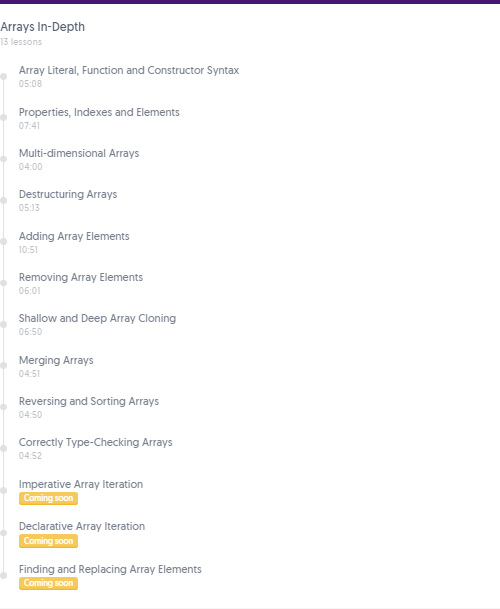 Arrays In-Depth
13 lessons
Array Literal, Function and Constructor Syntax
05:08
Properties, Indexes and Elements
07:41
Multi-dimensional Arrays
04:00
Destructuring Arrays
05:13
Adding Array Elements
10:51
Removing Array Elements
06:01
Shallow and Deep Array Cloning
06:50
Merging Arrays
04:51
Reversing and Sorting Arrays
04:50
Correctly Type-Checking Arrays
04:52
Imperative Array Iteration
Coming soon
Declarative Array Iteration
Coming soon
Finding and Replacing Array Elements
Coming soon